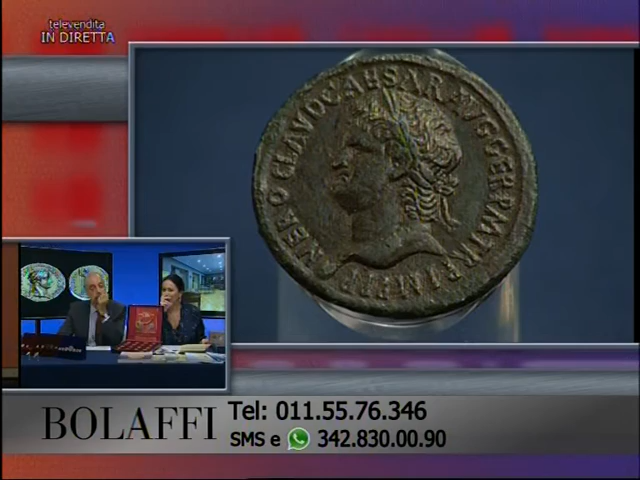 televendita
IN DIRETTA
NERO CLAVD CAESAR AVG GER P M TR P IMP P P
BOLAFFI
Tel: 011.55.76.346
SMS e 342.830.00.90